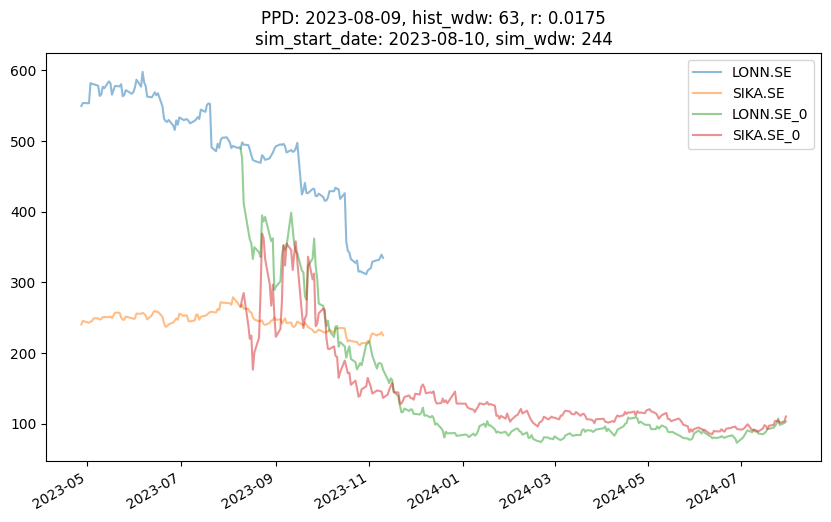 PPD: 2023-08-09, hist_wdw: 63, r: 0.0175
sim_start_date: 2023-08-10, sim_wdw: 244
LONN.SE
SIKA.SE
LONN.SE_0
SIKA.SE_0
600
500
400
300
200
100
2023-05
2023-07
2023-09
2023-11
2024-01
2024-03
2024-05
2024-07